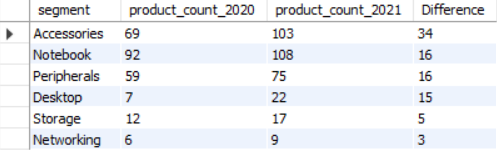 segment product_count_2020 product_count_2021 Difference
Accessories 69 103 34
Notebook 92 108 16
Peripherals 59 75 16
Desktop 7 22 15
Storage 12 17 5
Networking 6 9 3